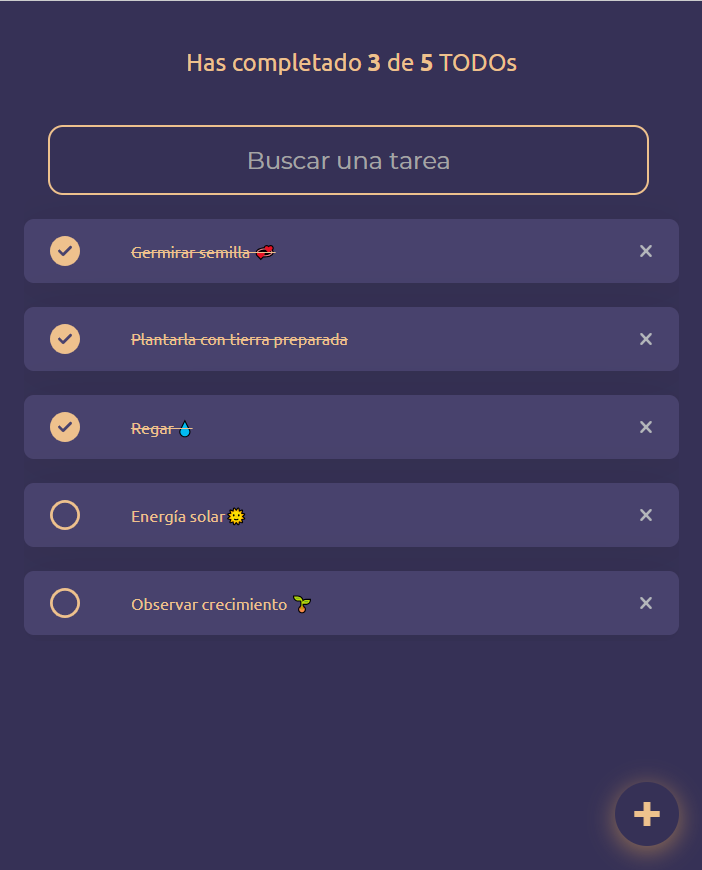 Has completado 3 de 5 TODOs
Buscar una tarea
Germirar semilla
Plantarla con tierra preparada
Regar
Energía solar
Observar crecimiento